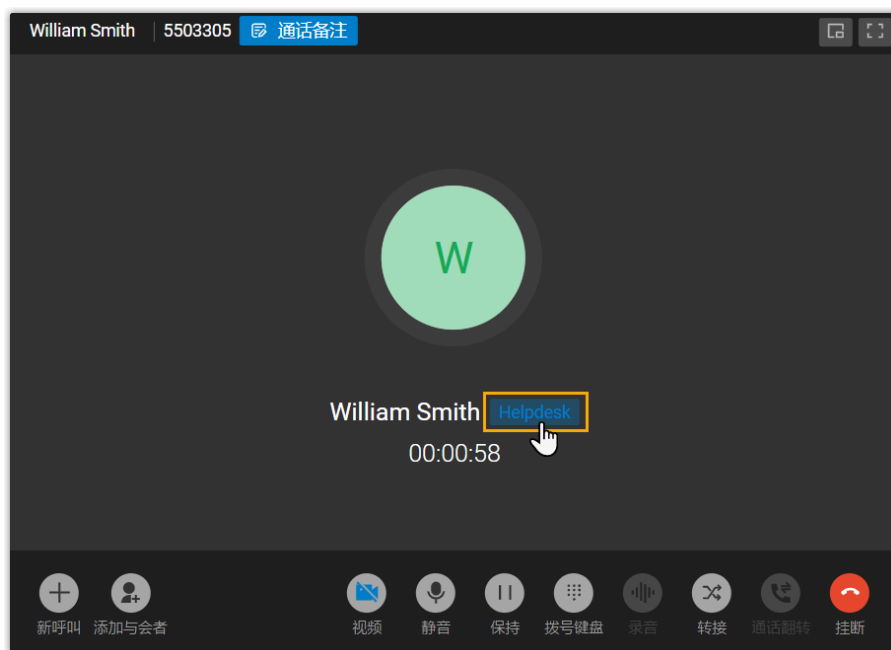 William Smith 5503305 通话备注
W
William Smith Helpdesk
00:00:58
新呼叫 添加与会者 视频 静音 保持 拨号键盘 录音 转接 通话翻转 挂断